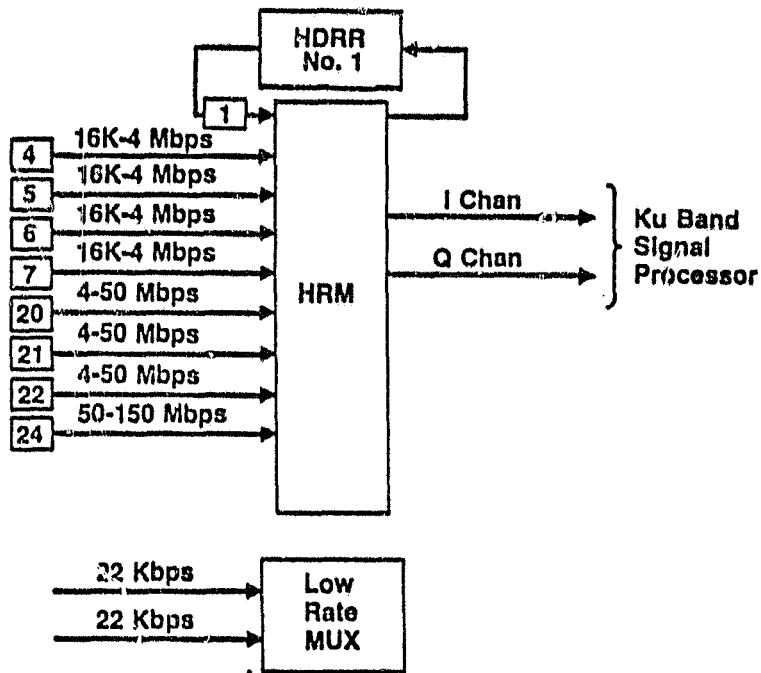 HDRR
No. 1
1
4 16K-4 Mbps
5 16K-4 Mbps
6 16K-4 Mbps
7 16K-4 Mbps
20 4-50 Mbps
21 4-50 Mbps
22 4-50 Mbps
24 50-150 Mbps
HRM
I Chan
Q Chan
Ku Band
Signal
Processor
22 Kbps
22 Kbps
Low
Rate
MUX